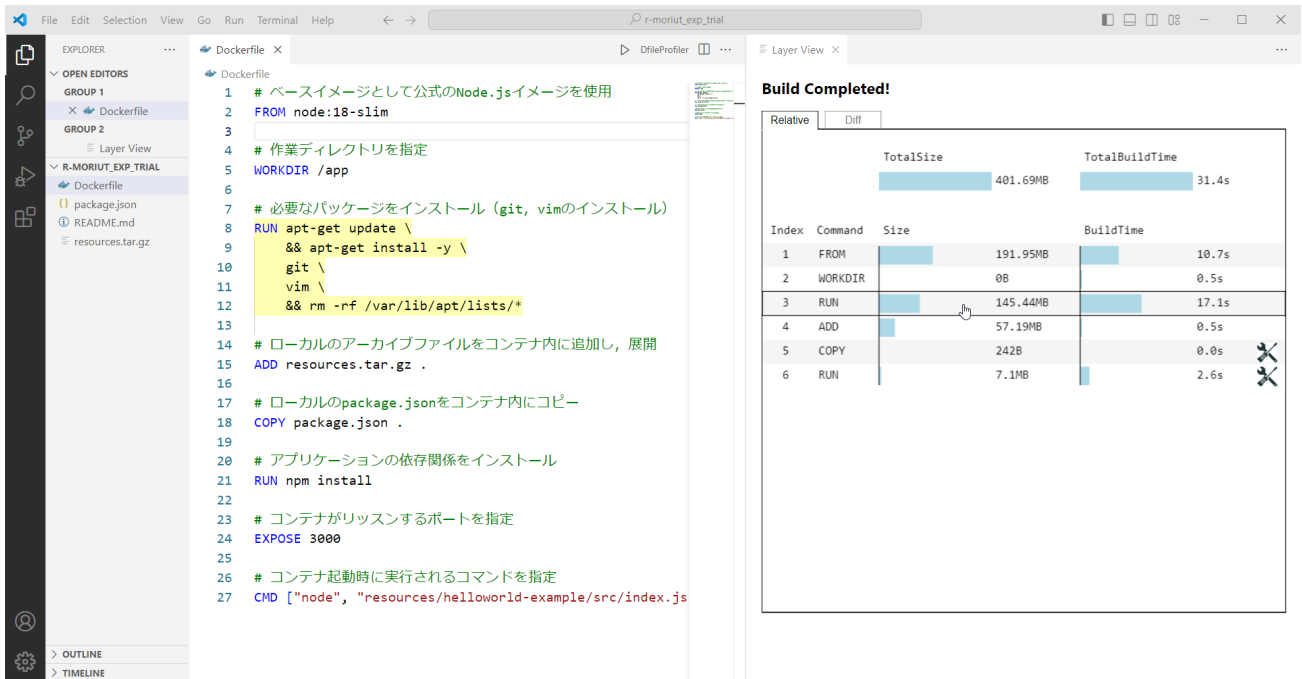 File Edit Selection View Go Run Terminal Help
r-moriut_exp_trial
EXPLORER
OPEN EDITORS
GROUP 1
Dockerfile
GROUP 2
Layer View
R-MORIUT_EXP_TRIAL
Dockerfile
package.json
README.md
resources.tar.gz
OUTLINE
TIMELINE
Dockerfile
DfileProfiler
Dockerfile
1 # ベースイメージとして公式のNode.jsイメージを使用
2 FROM node:18-slim
3
4 # 作業ディレクトリを指定
5 WORKDIR /app
6
7 # 必要なパッケージをインストール（git, vimのインストール）
8 RUN apt-get update \
9 && apt-get install -y \
10 git \
11 vim \
12 && rm -rf /var/lib/apt/lists/*
13
14 # ローカルのアーカイブファイルをコンテナ内に追加し，展開
15 ADD resources.tar.gz .
16
17 # ローカルのpackage.jsonをコンテナ内にコピー
18 COPY package.json .
19
20 # アプリケーションの依存関係をインストール
21 RUN npm install
22
23 # コンテナがリッスンするポートを指定
24 EXPOSE 3000
25
26 # コンテナ起動時に実行されるコマンドを指定
27 CMD ["node", "resources/helloworld-example/src/index.js
Layer View
Build Completed!
Relative Diff
TotalSize TotalBuildTime
401.69MB 31.4s
Index Command Size BuildTime
1 FROM 191.95MB 10.7s
2 WORKDIR 0B 0.5s
3 RUN 145.44MB 17.1s
4 ADD 57.19MB 0.5s
5 COPY 242B 0.0s
6 RUN 7.1MB 2.6s